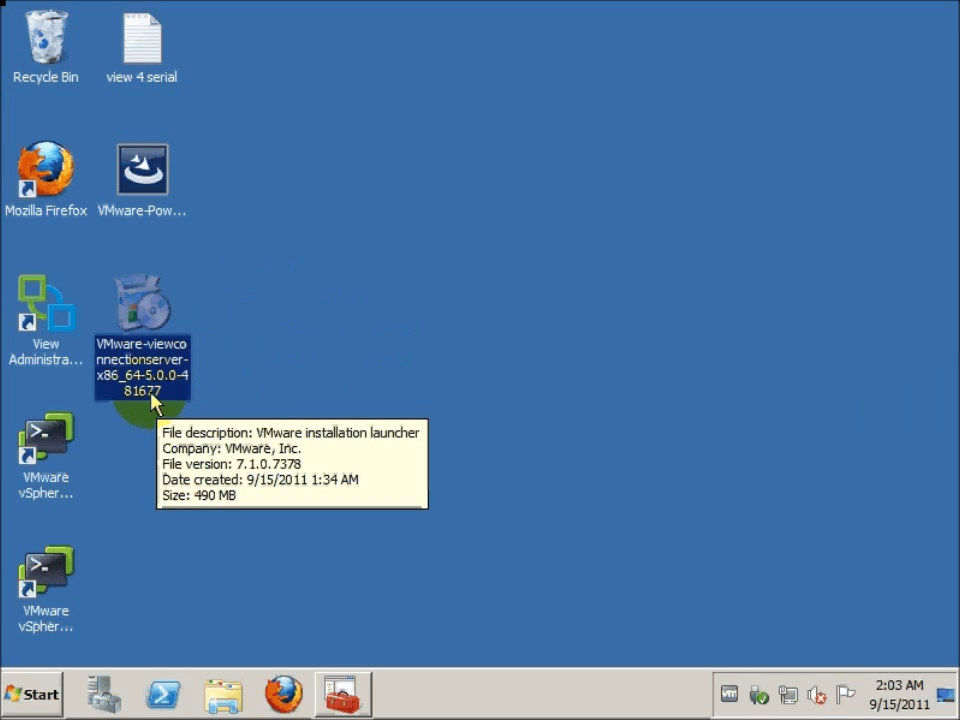 Recycle Bin
view 4 serial
Mozilla Firefox
VMware-Pow...
View
Administra...
VMware-viewco
nnectionserver-
x86_64-5.0.0-4
81677
File description: VMware installation launcher
Company: VMware, Inc.
File version: 7.1.0.7378
Date created: 9/15/2011 1:34 AM
Size: 490 MB
VMware
vSpher...
VMware
vSpher...
Start
vm
2:03 AM
9/15/2011